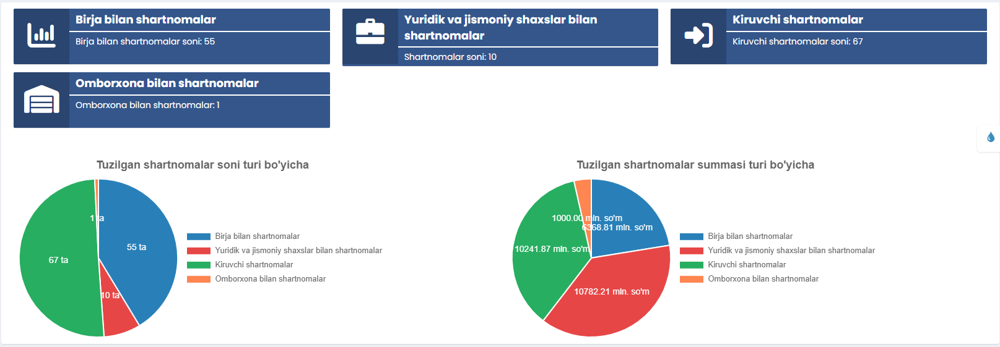 Birja bilan shartnomalar
Birja bilan shartnomalar soni: 55
Yuridik va jismoniy shaxslar bilan
shartnomalar
Shartnomalar soni: 10
Kiruvchi shartnomalar
Kiruvchi shartnomalar soni: 67
Omborxona bilan shartnomalar
Omborxona bilan shartnomalar: 1
Tuzilgan shartnomalar soni turi bo'yicha
1 ta
55 ta
67 ta
10 ta
Birja bilan shartnomalar
Yuridik va jismoniy shaxslar bilan shartnomalar
Kiruvchi shartnomalar
Omborxona bilan shartnomalar
Tuzilgan shartnomalar summasi turi bo'yicha
1000.00 mln. so'm
6368.81 mln. so'm
10241.87 mln. so'm
10782.21 mln. so'm
Birja bilan shartnomalar
Yuridik va jismoniy shaxslar bilan shartnomalar
Kiruvchi shartnomalar
Omborxona bilan shartnomalar